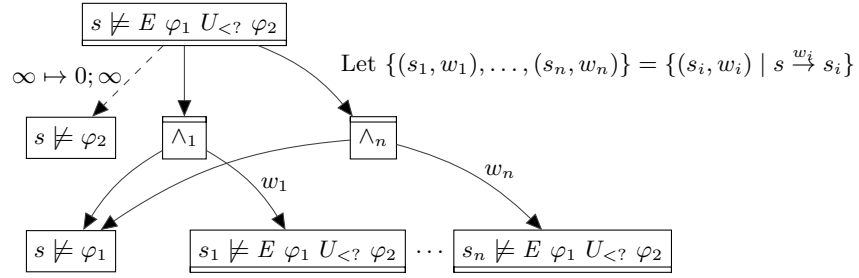 s ⊭ E φ₁ U<? φ₂
Let {(s₁, w₁), . . . , (sₙ, wₙ)} = {(sᵢ, wᵢ) | s →^{wᵢ} sᵢ}
∞ ↦ 0; ∞
s ⊭ φ₂
∧₁
∧ₙ
w₁
wₙ
s ⊭ φ₁
s₁ ⊭ E φ₁ U<? φ₂ ··· sₙ ⊭ E φ₁ U<? φ₂